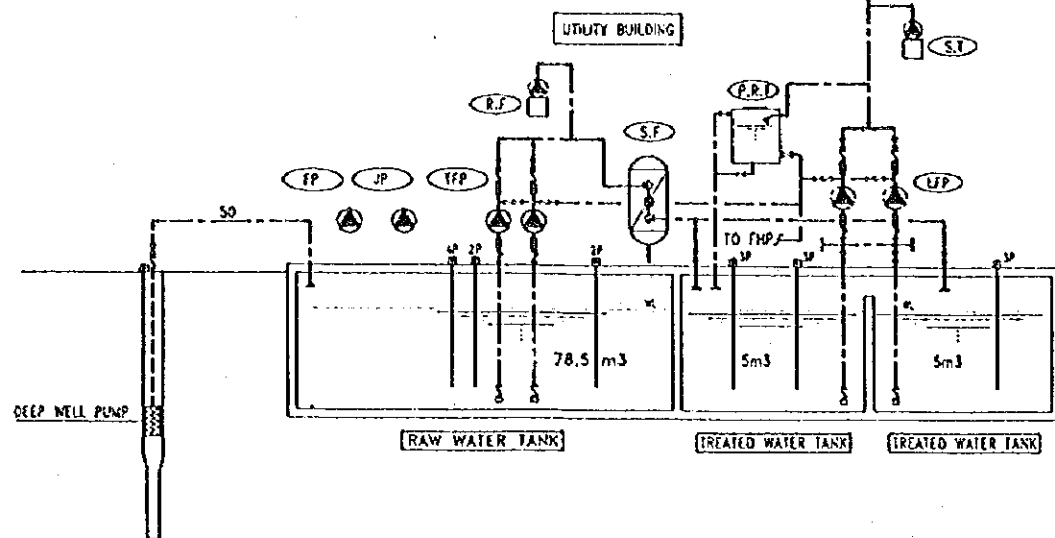 UTILITY BUILDING
S.T
P.R.T
R.F
S.F
FP
JP
TFP
LFP
50
TO FHP
4P
2P
2P
3P
3P
3P
WL
WL
78,5 m3
5m3
5m3
DEEP WELL PUMP
RAW WATER TANK
TREATED WATER TANK
TREATED WATER TANK